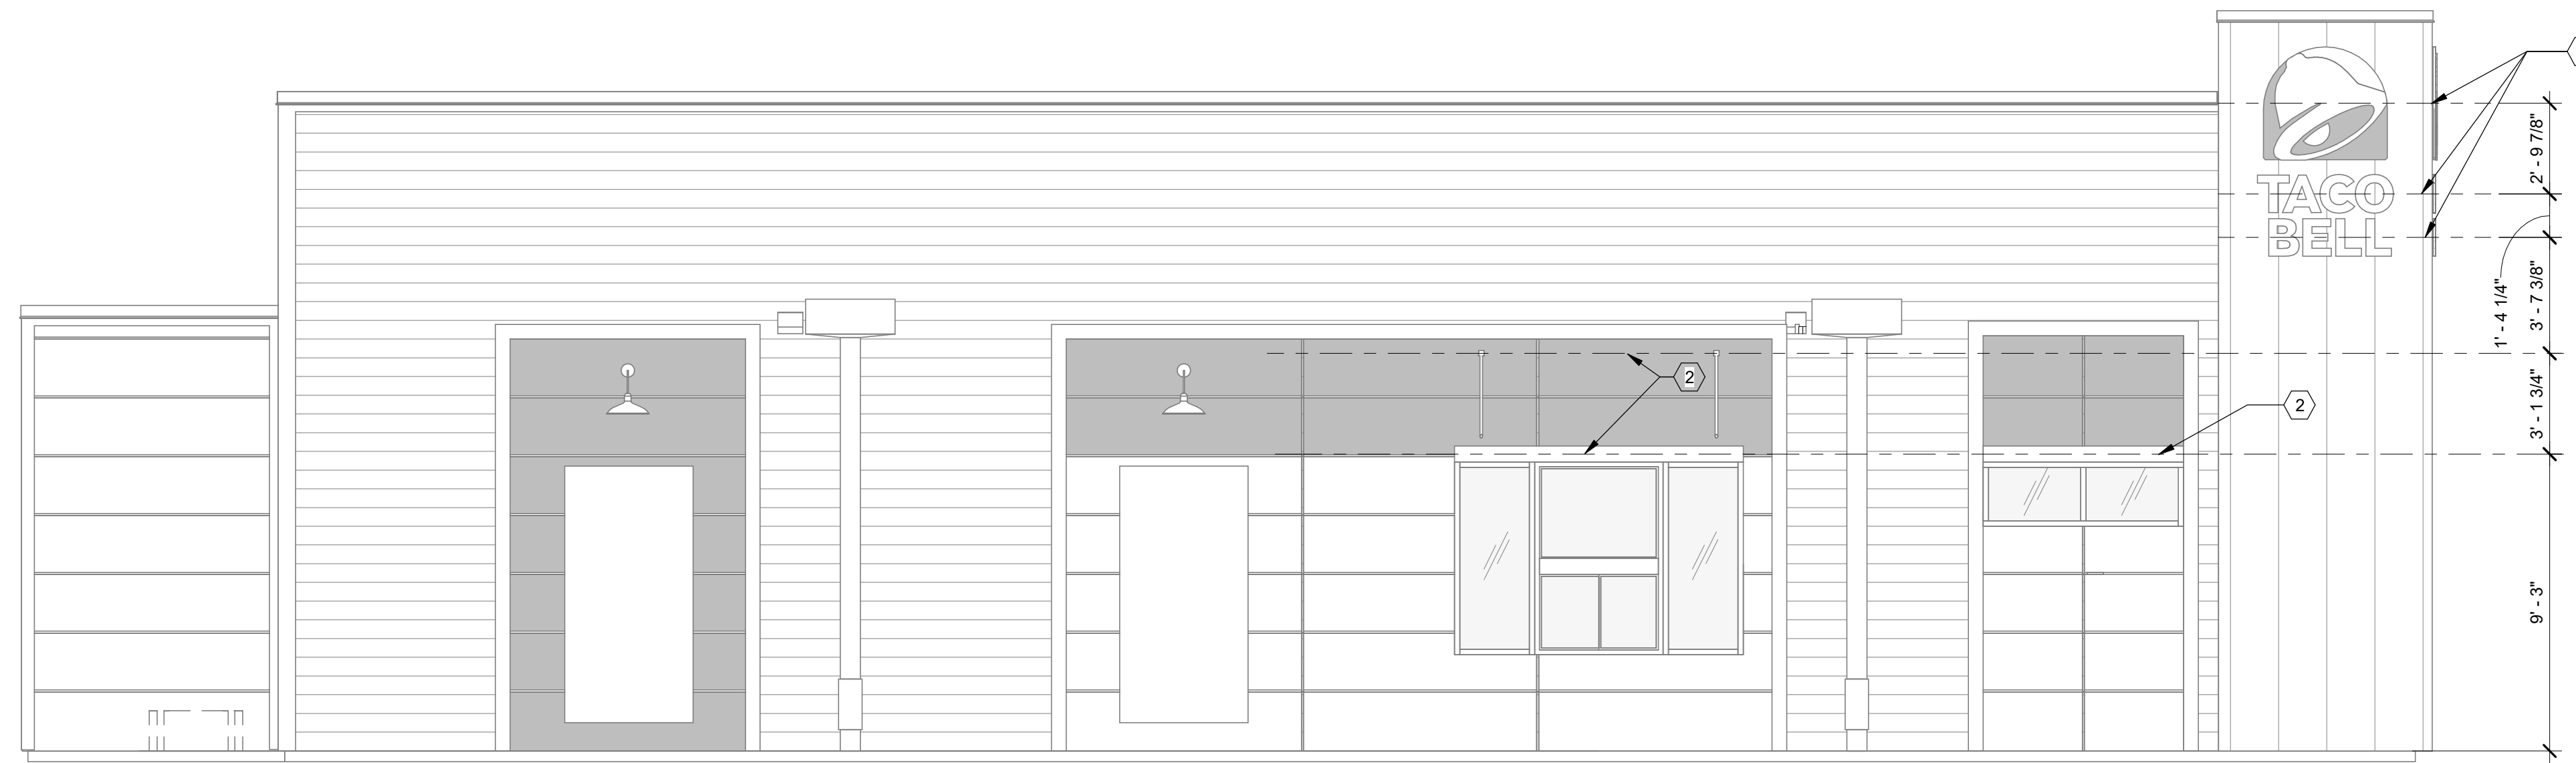 TACO
BELL
2' - 9 7/8"
1' - 4 1/4"
3' - 7 3/8"
2
3' - 1 3/4"
2
9' - 3"